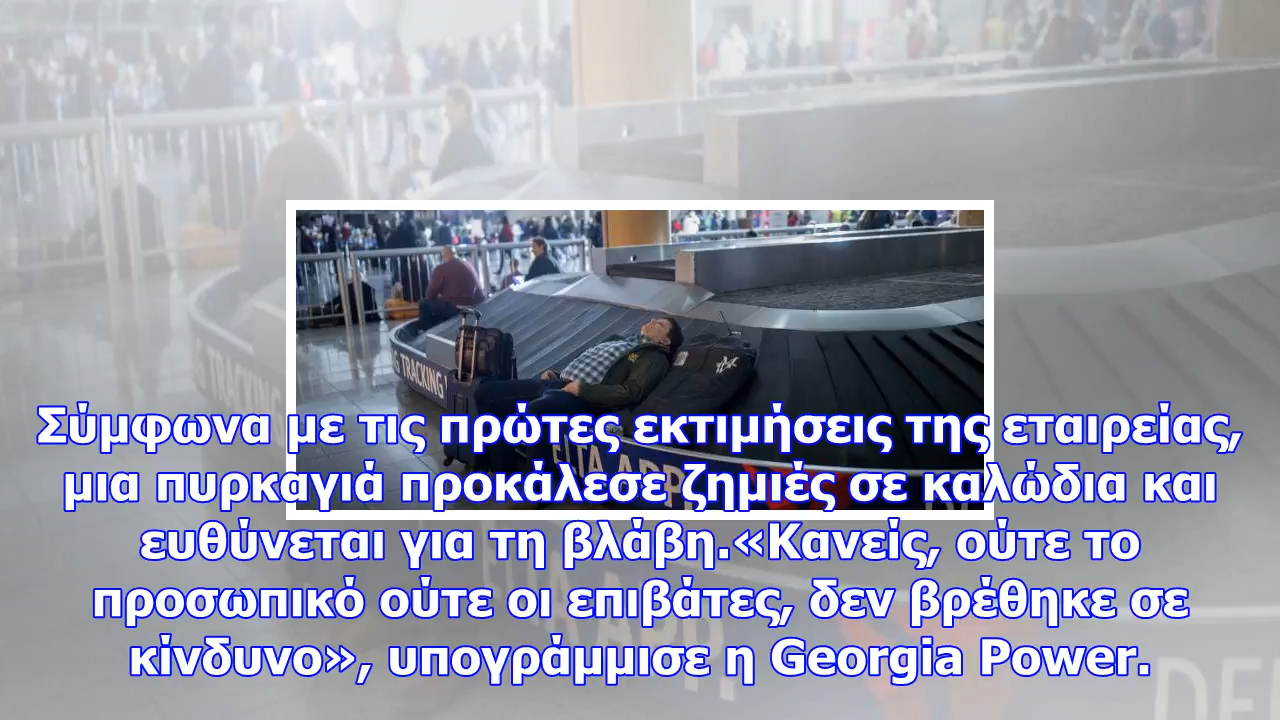 TRACKING
Σύμφωνα με τις πρώτες εκτιμήσεις της εταιρείας,
μια πυρκαγιά προκάλεσε ζημιές σε καλώδια και
ευθύνεται για τη βλάβη.«Κανείς, ούτε το
προσωπικό ούτε οι επιβάτες, δεν βρέθηκε σε
κίνδυνο», υπογράμμισε η Georgia Power.